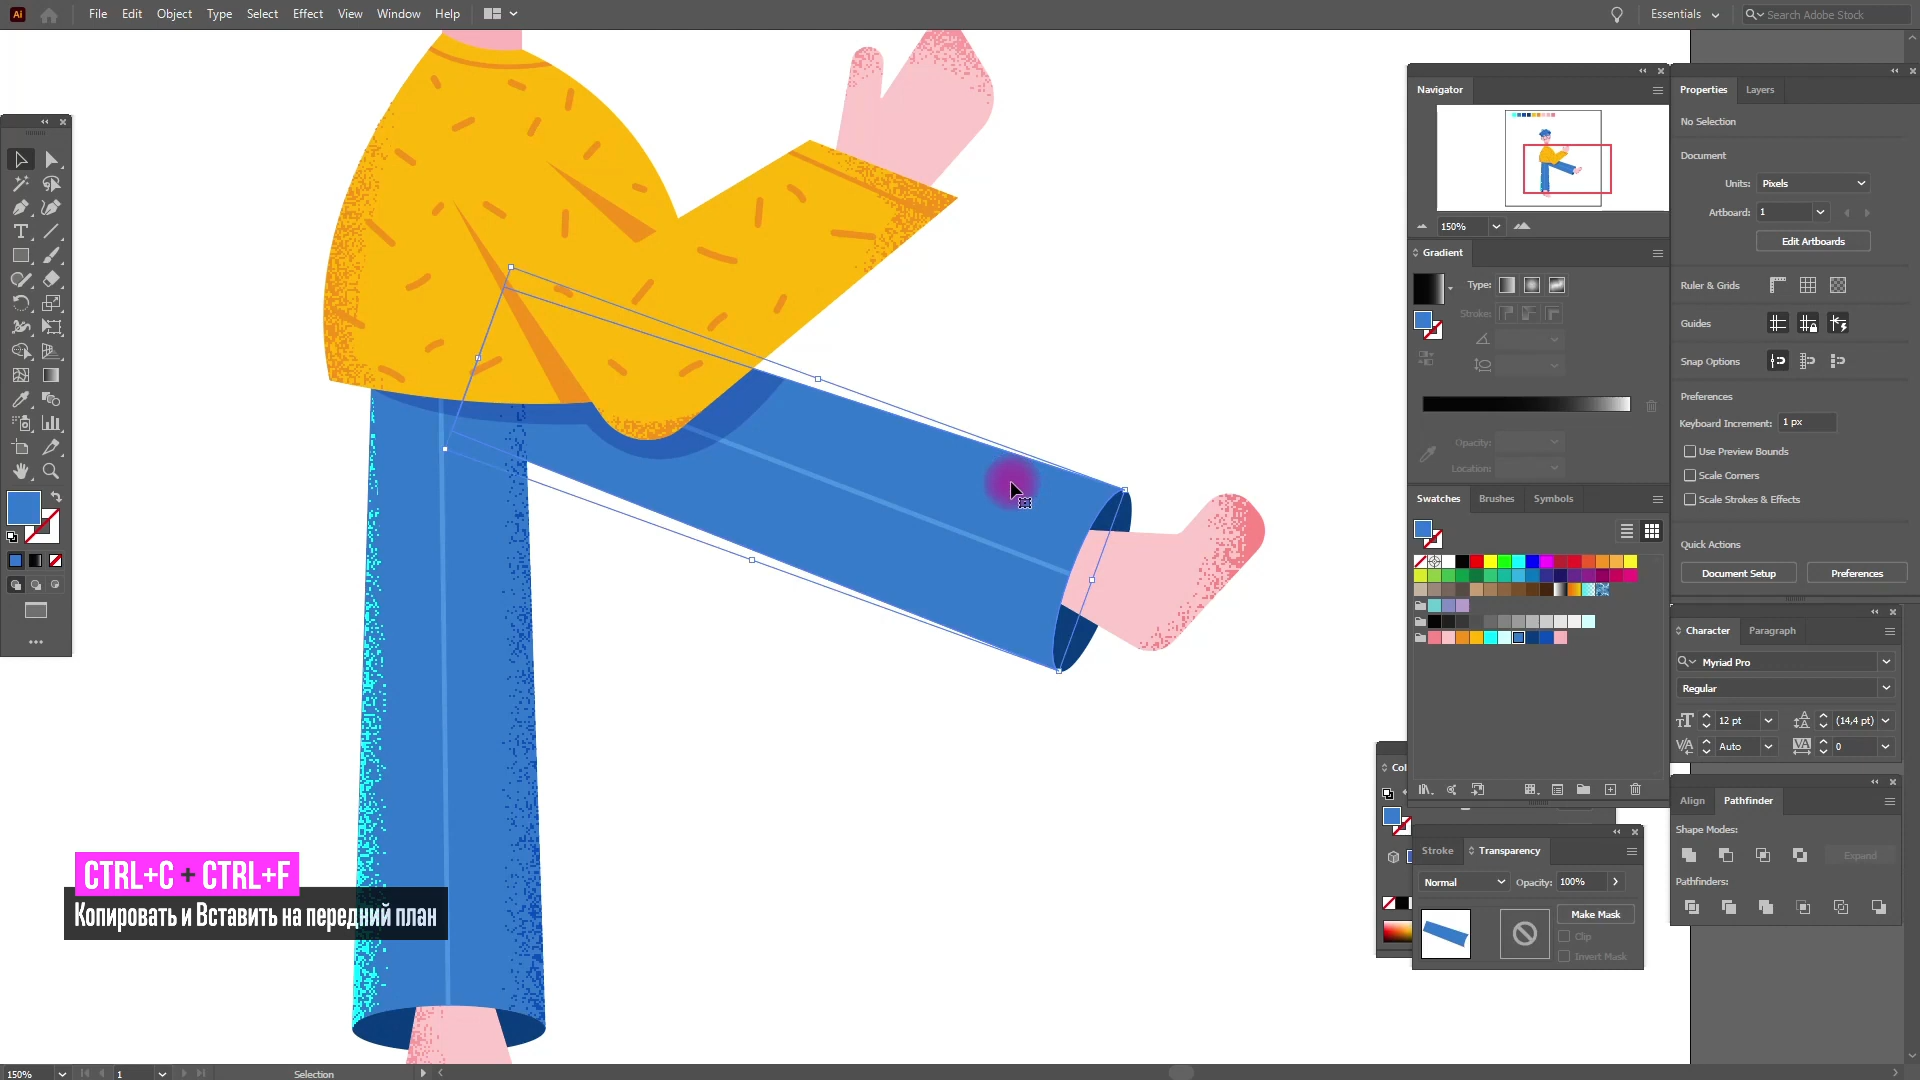 Ai
File Edit Object Type Select Effect View Window Help
Essentials
Search Adobe Stock
Navigator
150%
Gradient
Type:
Stroke:
Opacity:
Location:
Swatches Brushes Symbols
Properties Layers
No Selection
Document
Units: Pixels
Artboard: 1
Edit Artboards
Ruler & Grids
Guides
Snap Options
Preferences
Keyboard Increment: 1 px
Use Preview Bounds
Scale Corners
Scale Strokes & Effects
Quick Actions
Document Setup Preferences
Character Paragraph
Myriad Pro
Regular
12 pt (14,4 pt)
Auto 0
Align Pathfinder
Shape Modes:
Expand
Pathfinders:
Col
Stroke Transparency
Normal Opacity: 100%
Make Mask
Clip
Invert Mask
CTRL+C + CTRL+F
Копировать и Вставить на передний план
150% 1 Selection